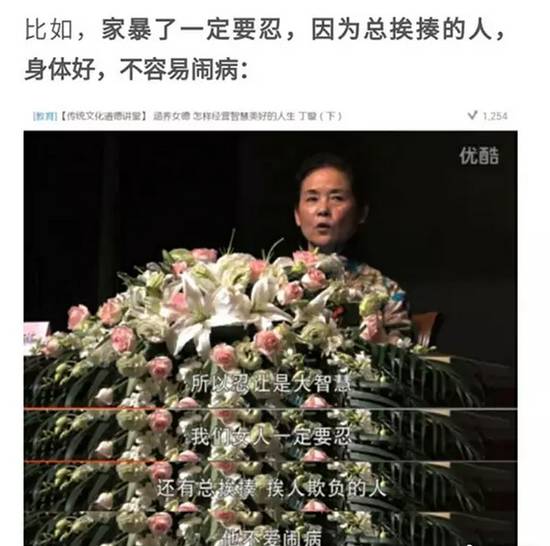 比如，家暴了一定要忍，因为总挨揍的人，
身体好，不容易闹病：
[教育]【传统文化道德讲堂】 涵养女德 怎样经营智慧美好的人生 丁璇（下）
1,254
优酷
所以忍让是大智慧
我们女人一定要忍
还有总挨揍 挨人欺负的人
他不爱闹病